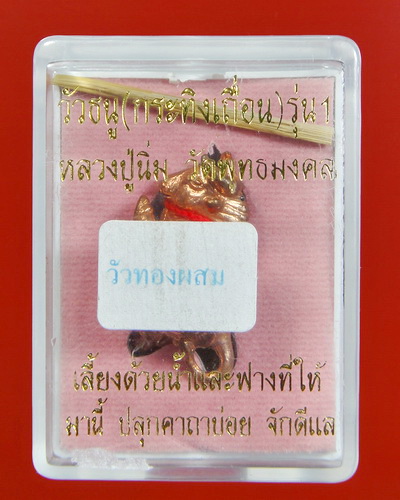 วัวธนู(กระทิงเถื่อน)รุ่น1
หลวงปู่นิ่ม วัดพุทธมงคล
วัวทองผสม
เลี้ยงด้วยน้ำและฟางที่ให้
มานี้ ปลุกคาถาบ่อย จักดีแล